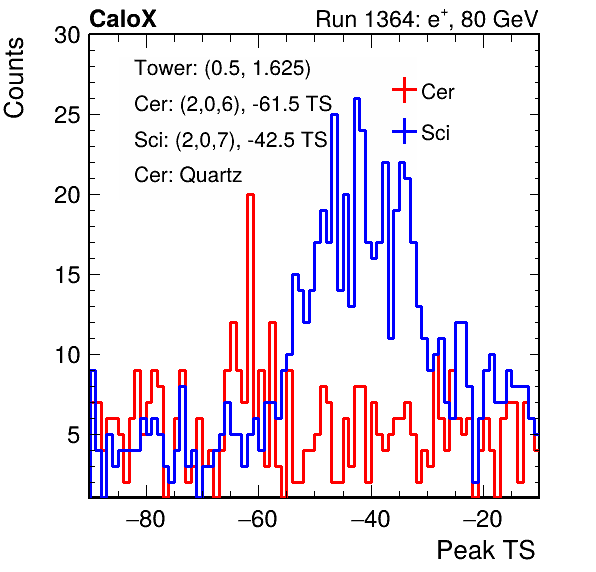 CaloX Run 1364: e+, 80 GeV
Counts
30
25
20
15
10
5
Tower: (0.5, 1.625)
Cer: (2,0,6), -61.5 TS
Sci: (2,0,7), -42.5 TS
Cer: Quartz
Cer
Sci
−80 −60 −40 −20
Peak TS